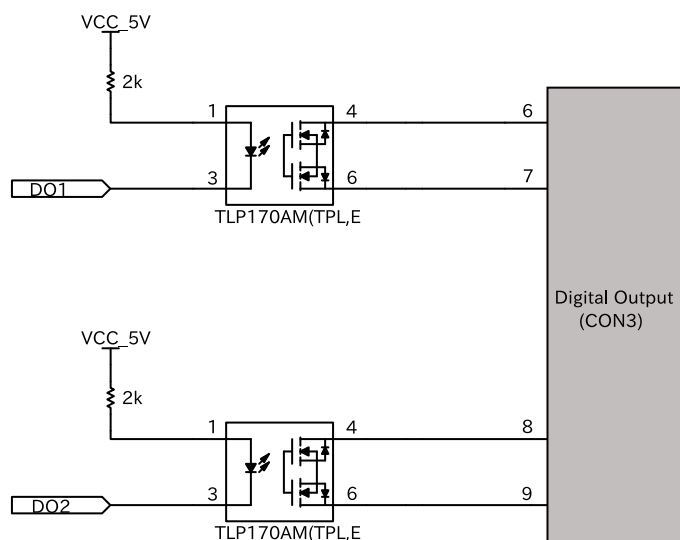 VCC_5V
2k
1
4
6
3
6
7
DO1
TLP170AM(TPL,E
Digital Output
(CON3)
VCC_5V
2k
1
4
8
3
6
9
DO2
TLP170AM(TPL,E